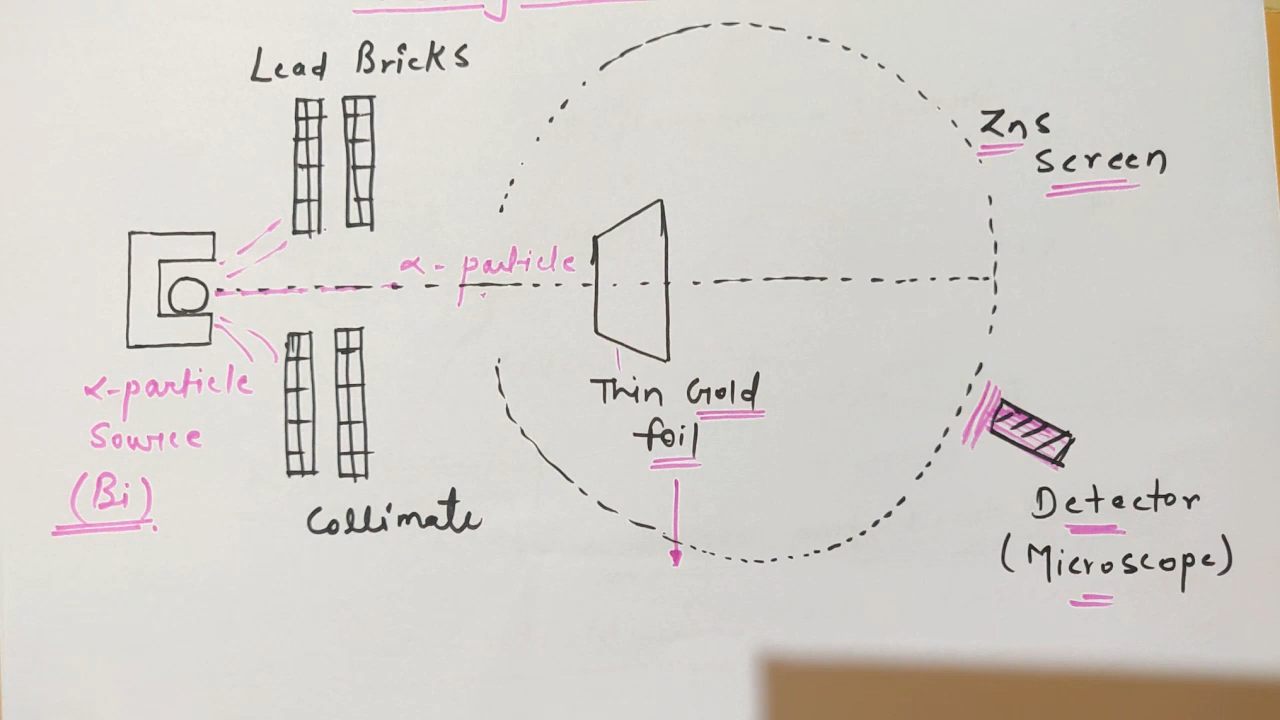 Lead Bricks
ZnS
Screen
α-particle
α-particle
Source
(Bi)
Thin Gold
foil
Collimate
Detector
(Microscope)